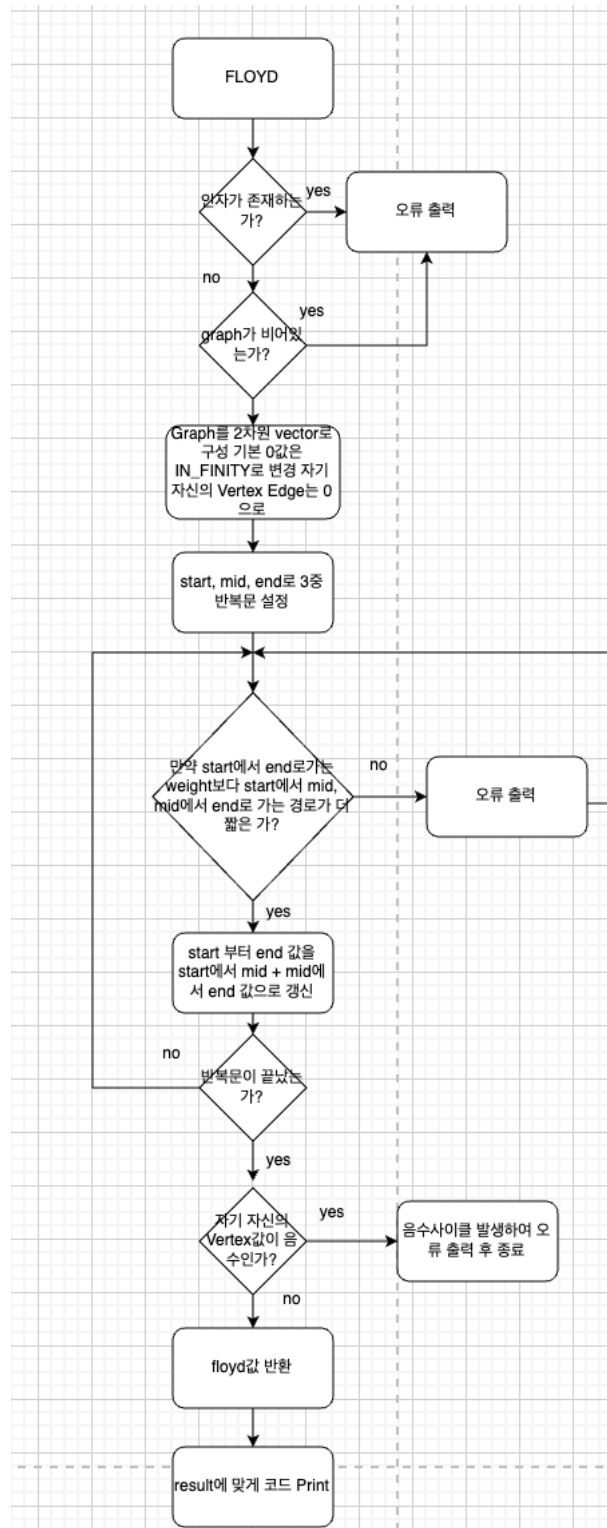 FLOYD
인자가 존재하는
가?
yes
오류 출력
no
yes
graph가 비어있
는가?
Graph를 2차원 vector로
구성 기본 0값은
IN_FINITY로 변경 자기
자신의 Vertex Edge는 0
으로
start, mid, end로 3중
반복문 설정
만약 start에서 end로가는
weight보다 start에서 mid,
mid에서 end로 가는 경로가 더
짧은 가?
no
오류 출력
yes
start 부터 end 값을
start에서 mid + mid에
서 end 값으로 갱신
no
반복문이 끝났는
가?
yes
자기 자신의
Vertex값이 음
수인가?
yes
음수사이클 발생하여 오
류 출력 후 종료
no
floyd값 반환
result에 맞게 코드 Print